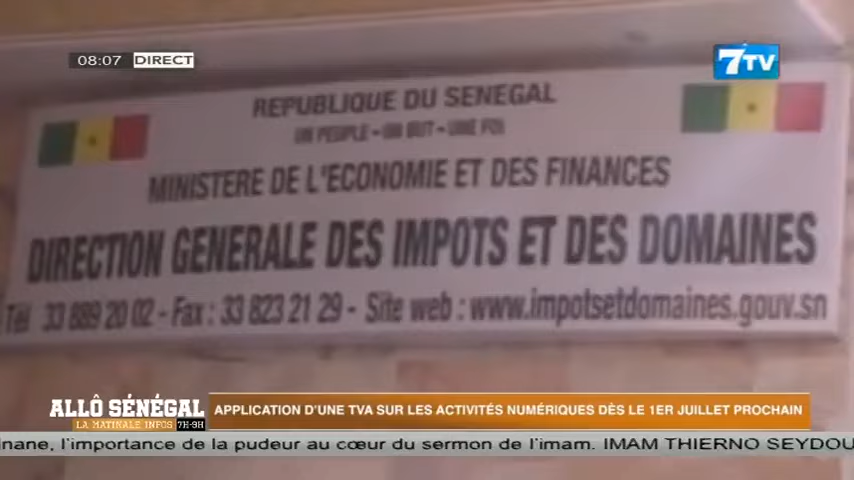 08:07 DIRECT
7TV
REPUBLIQUE DU SENEGAL
UN PEUPLE - UN BUT - UNE FOI
MINISTERE DE L'ECONOMIE ET DES FINANCES
DIRECTION GENERALE DES IMPOTS ET DES DOMAINES
Tél 33 889 20 02 - Fax : 33 823 21 29 - Site web : www.impotsetdomaines.gouv.sn
ALLÔ SÉNÉGAL
LA MATINALE INFOS 7H-9H
APPLICATION D'UNE TVA SUR LES ACTIVITÉS NUMÉRIQUES DÈS LE 1ER JUILLET PROCHAIN
inane, l'importance de la pudeur au cœur du sermon de l'imam. IMAM THIERNO SEYDOU